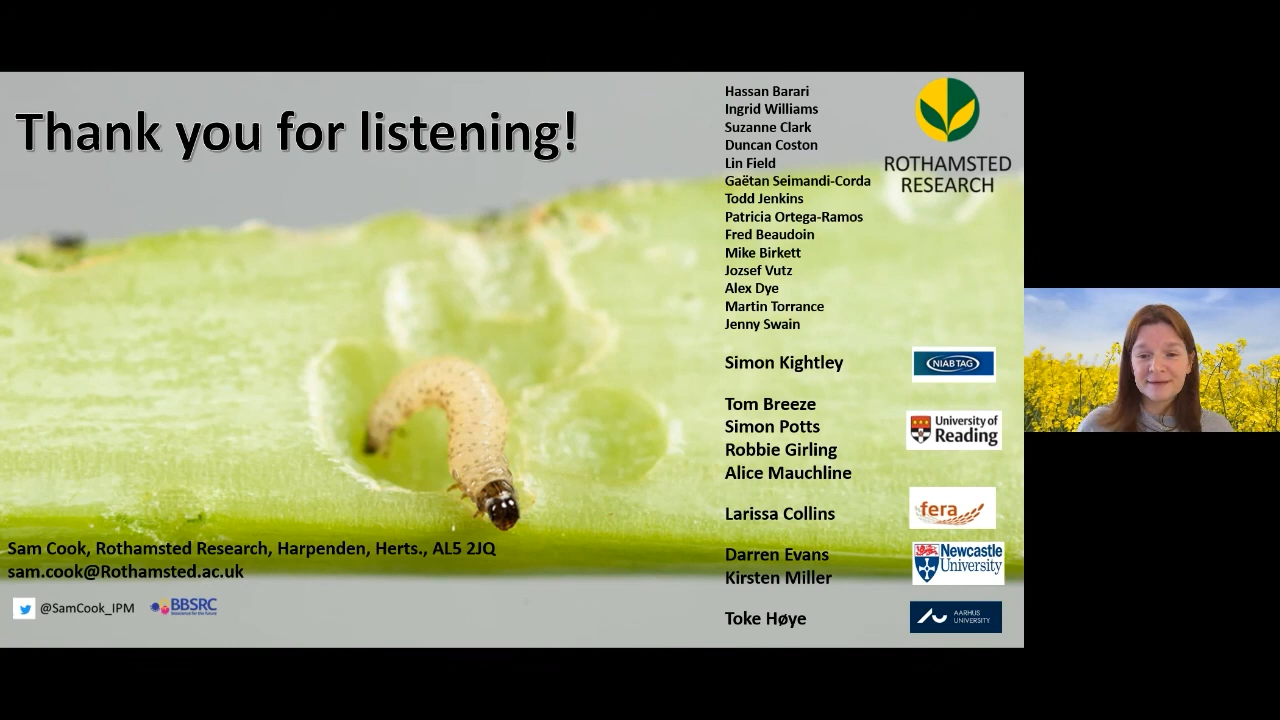 Thank you for listening!
Hassan Barari
Ingrid Williams
Suzanne Clark
Duncan Coston
Lin Field
Gaëtan Seimandi-Corda
Todd Jenkins
Patricia Ortega-Ramos
Fred Beaudoin
Mike Birkett
Jozsef Vutz
Alex Dye
Martin Torrance
Jenny Swain
ROTHAMSTED
RESEARCH
Simon Kightley
NIAB TAG
Tom Breeze
Simon Potts
Robbie Girling
Alice Mauchline
University of
Reading
Larissa Collins
fera
Darren Evans
Kirsten Miller
Newcastle
University
Toke Høye
AARHUS
UNIVERSITY
Sam Cook, Rothamsted Research, Harpenden, Herts., AL5 2JQ
sam.cook@Rothamsted.ac.uk
@SamCook_IPM
BBSRC
bioscience for the future